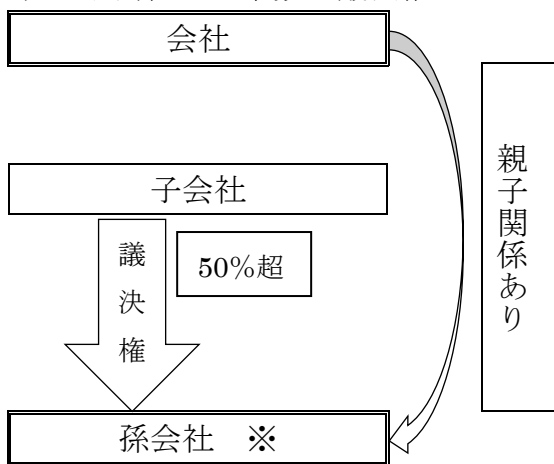 会社
子会社
議決権
50%超
親子関係あり
孫会社 ※